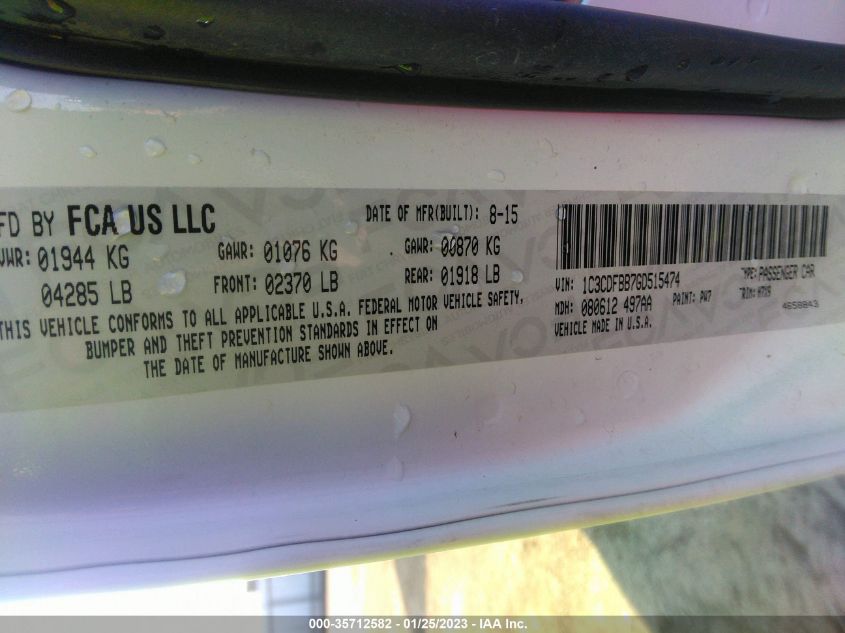 FD BY FCA US LLC
DATE OF MFR(BUILT): 8-15
VWR: 01944 KG GAWR: 01076 KG GAWR: 00870 KG
04285 LB FRONT: 02370 LB REAR: 01918 LB
THIS VEHICLE CONFORMS TO ALL APPLICABLE U.S.A. FEDERAL MOTOR VEHICLE SAFETY,
BUMPER AND THEFT PREVENTION STANDARDS IN EFFECT ON
THE DATE OF MANUFACTURE SHOWN ABOVE.
VIN: 1C3CDFBB7GD515474 TYPE: PASSENGER CAR
MDH: 080612 497AA PAINT: PW7 TRIM: H7X9
VEHICLE MADE IN U.S.A. 4658843
000-35712582 - 01/25/2023 - IAA Inc.